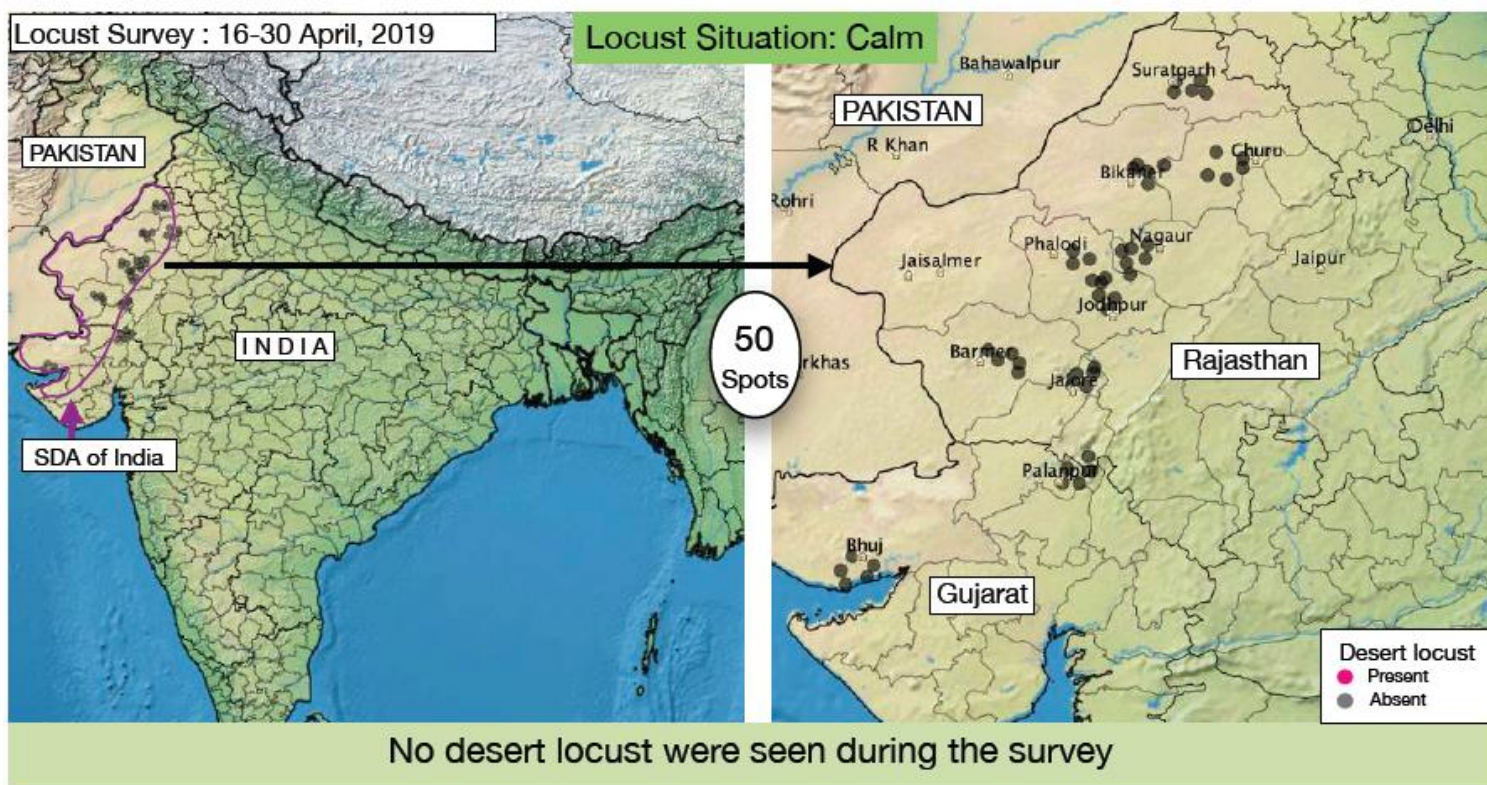 Locust Survey : 16-30 April, 2019
Locust Situation: Calm
PAKISTAN
INDIA
SDA of India
50
Spots
Bahawalpur
Suratgarh
PAKISTAN
Delhi
R Khan
Churu
Bikaner
Rohri
Phalodi
Nagaur
Jaisalmer
Jaipur
Jodhpur
Barmer
Rajasthan
rkhas
Jalore
Palanpur
Bhuj
Gujarat
Desert locust
Present
Absent
No desert locust were seen during the survey